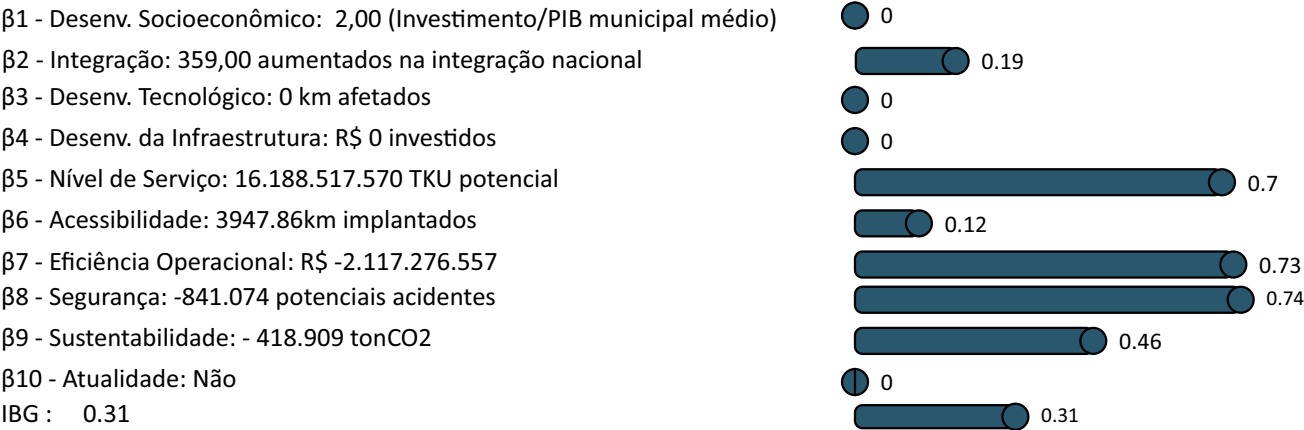 β1 - Desenv. Socioeconômico:  2,00 (Investimento/PIB municipal médio) 0
β2 - Integração: 359,00 aumentados na integração nacional 0.19
β3 - Desenv. Tecnológico: 0 km afetados 0
β4 - Desenv. da Infraestrutura: R$ 0 investidos 0
β5 - Nível de Serviço: 16.188.517.570 TKU potencial 0.7
β6 - Acessibilidade: 3947.86km implantados 0.12
β7 - Eficiência Operacional: R$ -2.117.276.557 0.73
β8 - Segurança: -841.074 potenciais acidentes 0.74
β9 - Sustentabilidade: - 418.909 tonCO2 0.46
β10 - Atualidade: Não 0
IBG :   0.31 0.31